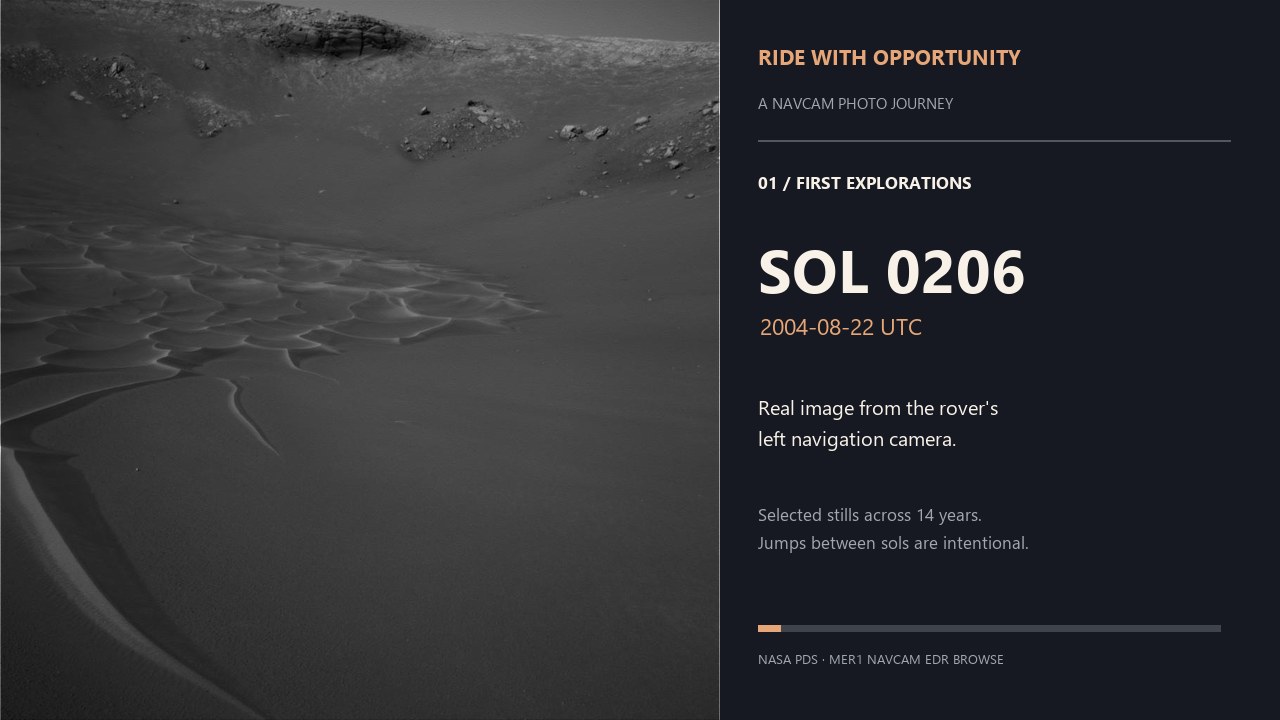 RIDE WITH OPPORTUNITY
A NAVCAM PHOTO JOURNEY
01 / FIRST EXPLORATIONS
SOL 0206
2004-08-22 UTC
Real image from the rover's
left navigation camera.
Selected stills across 14 years.
Jumps between sols are intentional.
NASA PDS · MER1 NAVCAM EDR BROWSE